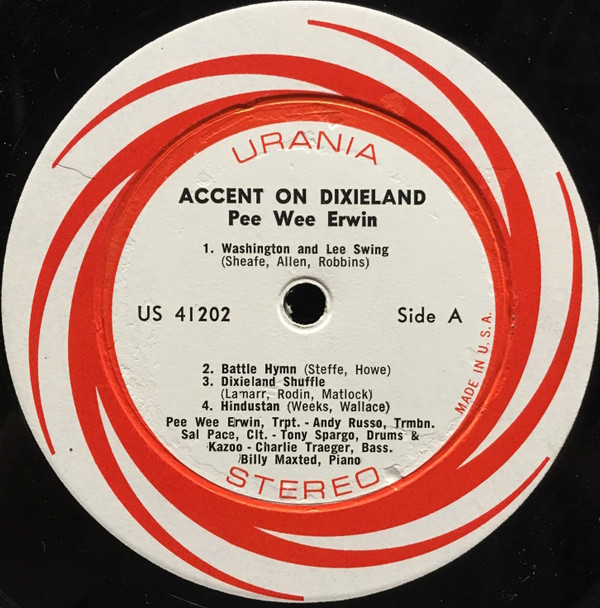 URANIA
ACCENT ON DIXIELAND
Pee Wee Erwin
1. Washington and Lee Swing
(Sheafe, Allen, Robbins)
US 41202
Side A
MADE IN U.S.A.
2. Battle Hymn (Steffe, Howe)
3. Dixieland Shuffle
(Lamarr, Rodin, Matlock)
4. Hindustan (Weeks, Wallace)
Pee Wee Erwin, Trpt. - Andy Russo, Trmbn.
Sal Pace, Clt. - Tony Spargo, Drums &
Kazoo - Charlie Traeger, Bass.
Billy Maxted, Piano
STEREO